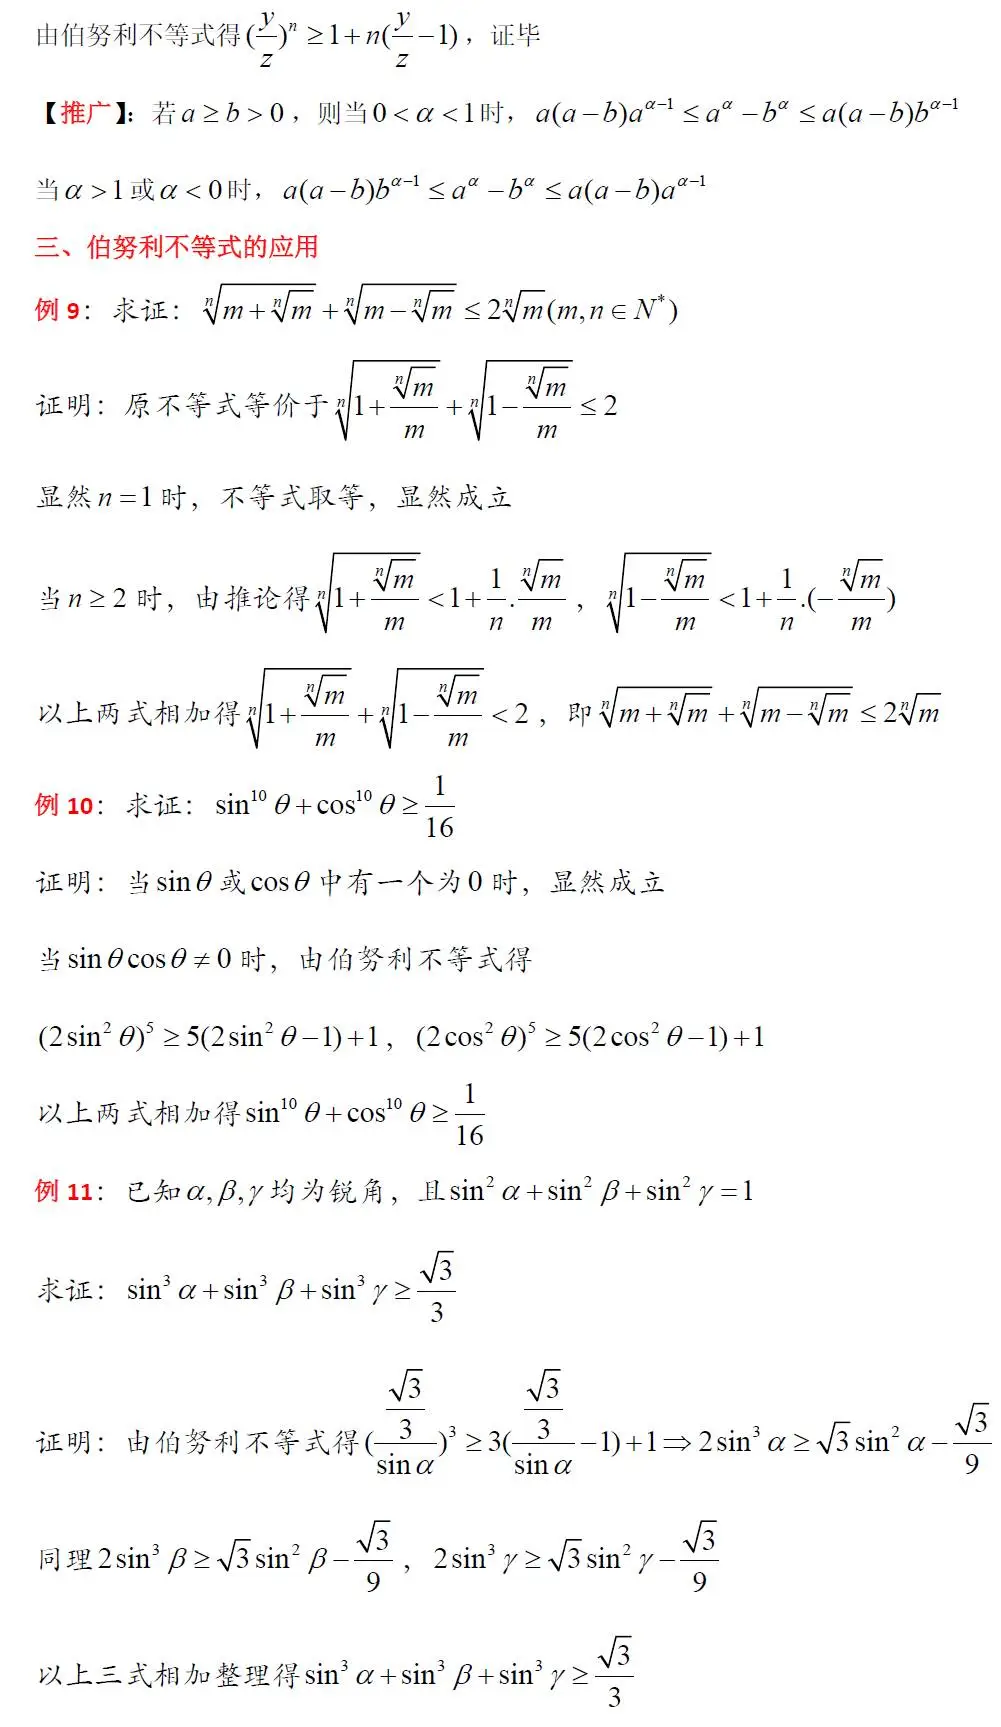 由伯努利不等式得$(\frac{y}{z})^n \geq 1+n(\frac{y}{z}-1)$，证毕
【推广】：若$a \geq b > 0$，则当$0<\alpha<1$时，$a(a-b)a^{\alpha-1} \leq a^\alpha - b^\alpha \leq a(a-b)b^{\alpha-1}$
当$\alpha>1$或$\alpha<0$时，$a(a-b)b^{\alpha-1} \leq a^\alpha - b^\alpha \leq a(a-b)a^{\alpha-1}$
三、伯努利不等式的应用
例 9：求证：$\sqrt[n]{m+\sqrt[n]{m}}+\sqrt[n]{m-\sqrt[n]{m}} \leq 2\sqrt[n]{m}(m,n \in N^*)$
证明：原不等式等价于$\sqrt[n]{1+\frac{\sqrt[n]{m}}{m}}+\sqrt[n]{1-\frac{\sqrt[n]{m}}{m}} \leq 2$
显然$n=1$时，不等式取等，显然成立
当$n \geq 2$时，由推论得$\sqrt[n]{1+\frac{\sqrt[n]{m}}{m}}<1+\frac{1}{n}.\frac{\sqrt[n]{m}}{m}$，$\sqrt[n]{1-\frac{\sqrt[n]{m}}{m}}<1+\frac{1}{n}.(-\frac{\sqrt[n]{m}}{m})$
以上两式相加得$\sqrt[n]{1+\frac{\sqrt[n]{m}}{m}}+\sqrt[n]{1-\frac{\sqrt[n]{m}}{m}}<2$，即$\sqrt[n]{m+\sqrt[n]{m}}+\sqrt[n]{m-\sqrt[n]{m}} \leq 2\sqrt[n]{m}$
例 10：求证：$\sin^{10}\theta+\cos^{10}\theta \geq \frac{1}{16}$
证明：当$\sin\theta$或$\cos\theta$中有一个为0时，显然成立
当$\sin\theta\cos\theta \neq 0$时，由伯努利不等式得
$(2\sin^2\theta)^5 \geq 5(2\sin^2\theta-1)+1$，$(2\cos^2\theta)^5 \geq 5(2\cos^2\theta-1)+1$
以上两式相加得$\sin^{10}\theta+\cos^{10}\theta \geq \frac{1}{16}$
例 11：已知$\alpha,\beta,\gamma$均为锐角，且$\sin^2\alpha+\sin^2\beta+\sin^2\gamma=1$
求证：$\sin^3\alpha+\sin^3\beta+\sin^3\gamma \geq \frac{\sqrt{3}}{3}$
证明：由伯努利不等式得$(\frac{\frac{\sqrt{3}}{3}}{\sin\alpha})^3 \geq 3(\frac{\frac{\sqrt{3}}{3}}{\sin\alpha}-1)+1 \Rightarrow 2\sin^3\alpha \geq \sqrt{3}\sin^2\alpha-\frac{\sqrt{3}}{9}$
同理$2\sin^3\beta \geq \sqrt{3}\sin^2\beta-\frac{\sqrt{3}}{9}$，$2\sin^3\gamma \geq \sqrt{3}\sin^2\gamma-\frac{\sqrt{3}}{9}$
以上三式相加整理得$\sin^3\alpha+\sin^3\beta+\sin^3\gamma \geq \frac{\sqrt{3}}{3}$